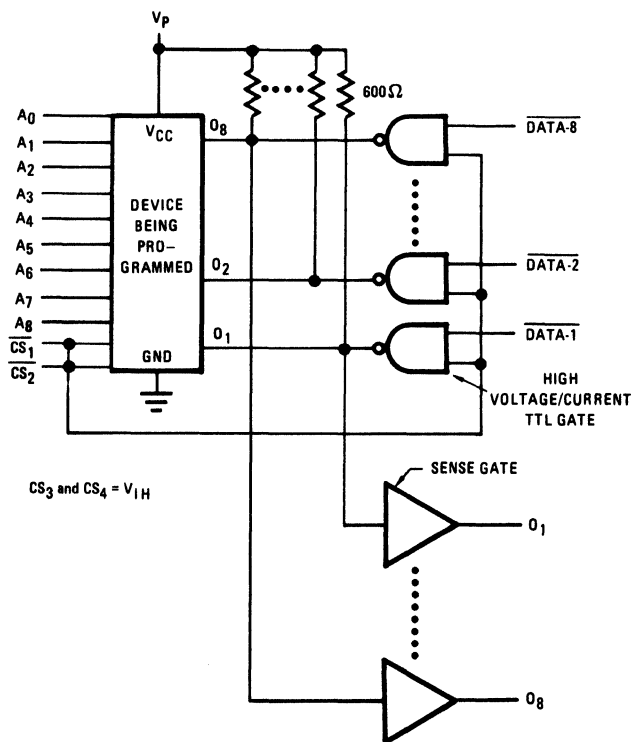 VP
600Ω
A0
A1
A2
A3
A4
A5
A6
A7
A8
CS1
CS2
VCC
DEVICE
BEING
PRO-
GRAMMED
GND
O8
O2
O1
DATA-8
DATA-2
DATA-1
HIGH
VOLTAGE/CURRENT
TTL GATE
CS3 and CS4 = VIH
SENSE GATE
O1
O8